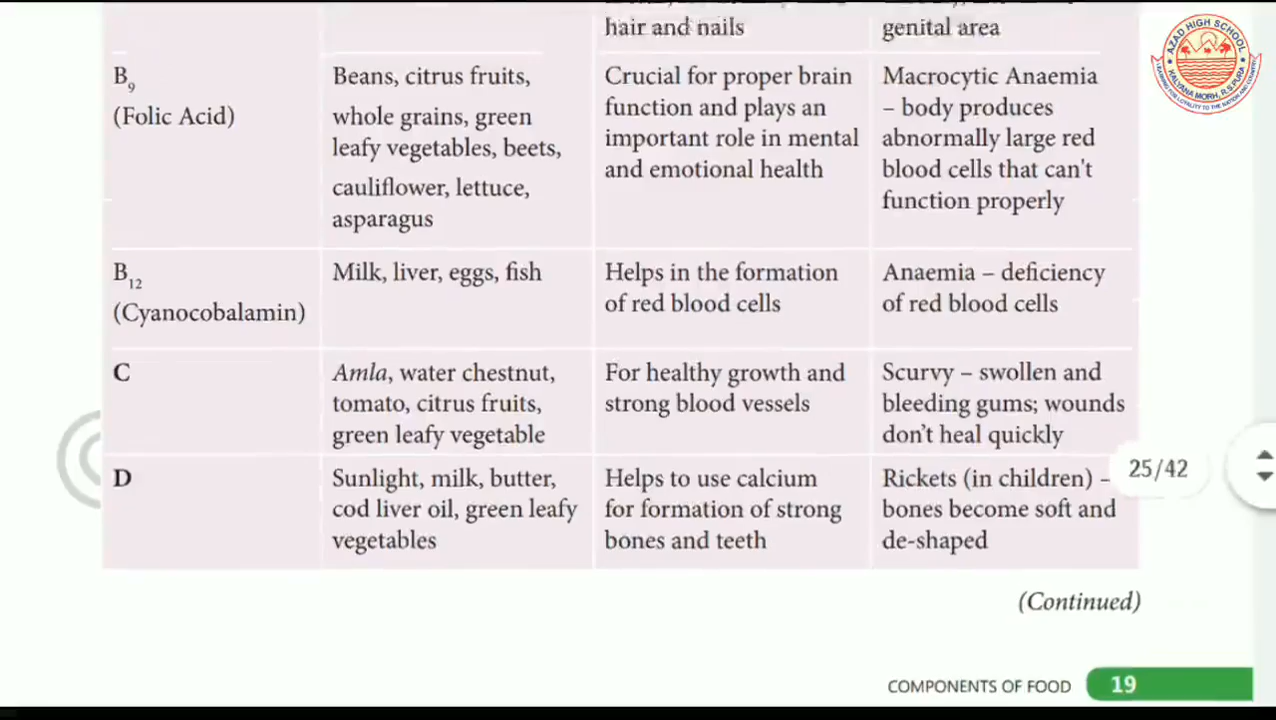 hair and nails
genital area
B9
(Folic Acid)
Beans, citrus fruits,
whole grains, green
leafy vegetables, beets,
cauliflower, lettuce,
asparagus
Crucial for proper brain
function and plays an
important role in mental
and emotional health
Macrocytic Anaemia
– body produces
abnormally large red
blood cells that can't
function properly
B12
(Cyanocobalamin)
Milk, liver, eggs, fish
Helps in the formation
of red blood cells
Anaemia – deficiency
of red blood cells
C
Amla, water chestnut,
tomato, citrus fruits,
green leafy vegetable
For healthy growth and
strong blood vessels
Scurvy – swollen and
bleeding gums; wounds
don't heal quickly
D
Sunlight, milk, butter,
cod liver oil, green leafy
vegetables
Helps to use calcium
for formation of strong
bones and teeth
Rickets (in children) –
bones become soft and
de-shaped
(Continued)
COMPONENTS OF FOOD 19
25/42
AZAD HIGH SCHOOL
KALYANA MORH, R.S.PURA